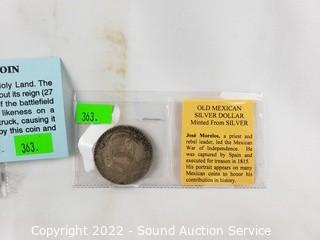 OIN
oly Land. The
out its reign (27
f the battlefield
likeness on a
ruck, causing it
by this coin and
363.
363.
OLD MEXICAN
SILVER DOLLAR
Minted From SILVER
José Morelos, a priest and
rebel leader, led the Mexican
War of Independence. He
was captured by Spain and
executed for treason in 1815.
His portrait appears on many
Mexican coins to honor his
contribution in history.
Copyright 2022 - Sound Auction Service